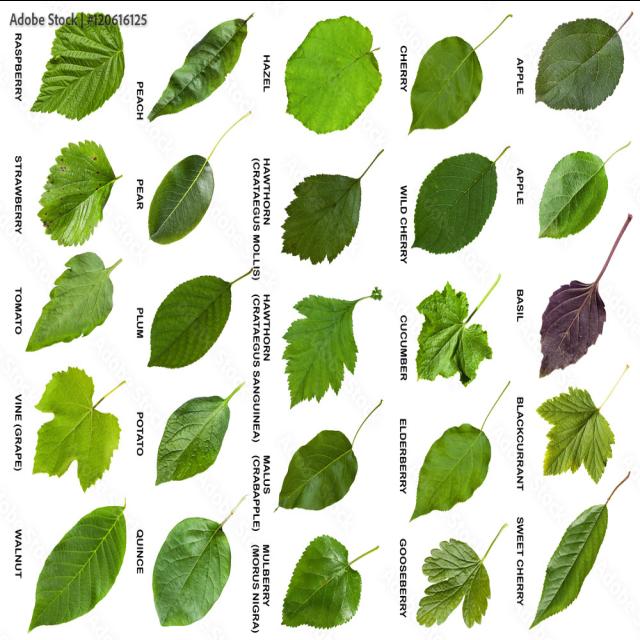 Adobe Stock | #120616125
RASPBERRY
PEACH
HAZEL
CHERRY
APPLE
STRAWBERRY
PEAR
HAWTHORN
(CRATAEGUS MOLLIS)
WILD CHERRY
APPLE
TOMATO
PLUM
HAWTHORN
(CRATAEGUS SANGUINEA)
CUCUMBER
BASIL
VINE (GRAPE)
POTATO
MALUS
(CRABAPPLE)
ELDERBERRY
BLACKCURRANT
WALNUT
QUINCE
MULBERRY
(MORUS NIGRA)
GOOSEBERRY
SWEET CHERRY